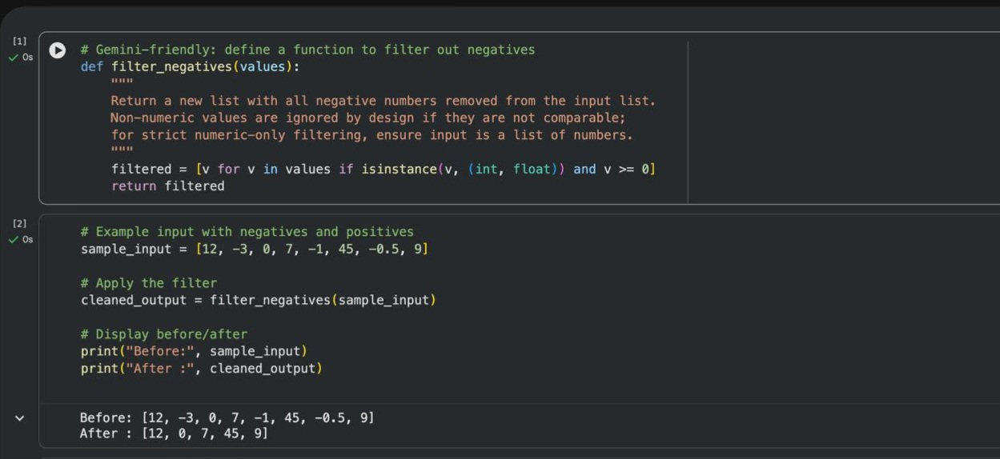 [1]
0s
# Gemini-friendly: define a function to filter out negatives
def filter_negatives(values):
"""
Return a new list with all negative numbers removed from the input list.
Non-numeric values are ignored by design if they are not comparable;
for strict numeric-only filtering, ensure input is a list of numbers.
"""
filtered = [v for v in values if isinstance(v, (int, float)) and v >= 0]
return filtered
[2]
0s
# Example input with negatives and positives
sample_input = [12, -3, 0, 7, -1, 45, -0.5, 9]
# Apply the filter
cleaned_output = filter_negatives(sample_input)
# Display before/after
print("Before:", sample_input)
print("After :", cleaned_output)
Before: [12, -3, 0, 7, -1, 45, -0.5, 9]
After : [12, 0, 7, 45, 9]